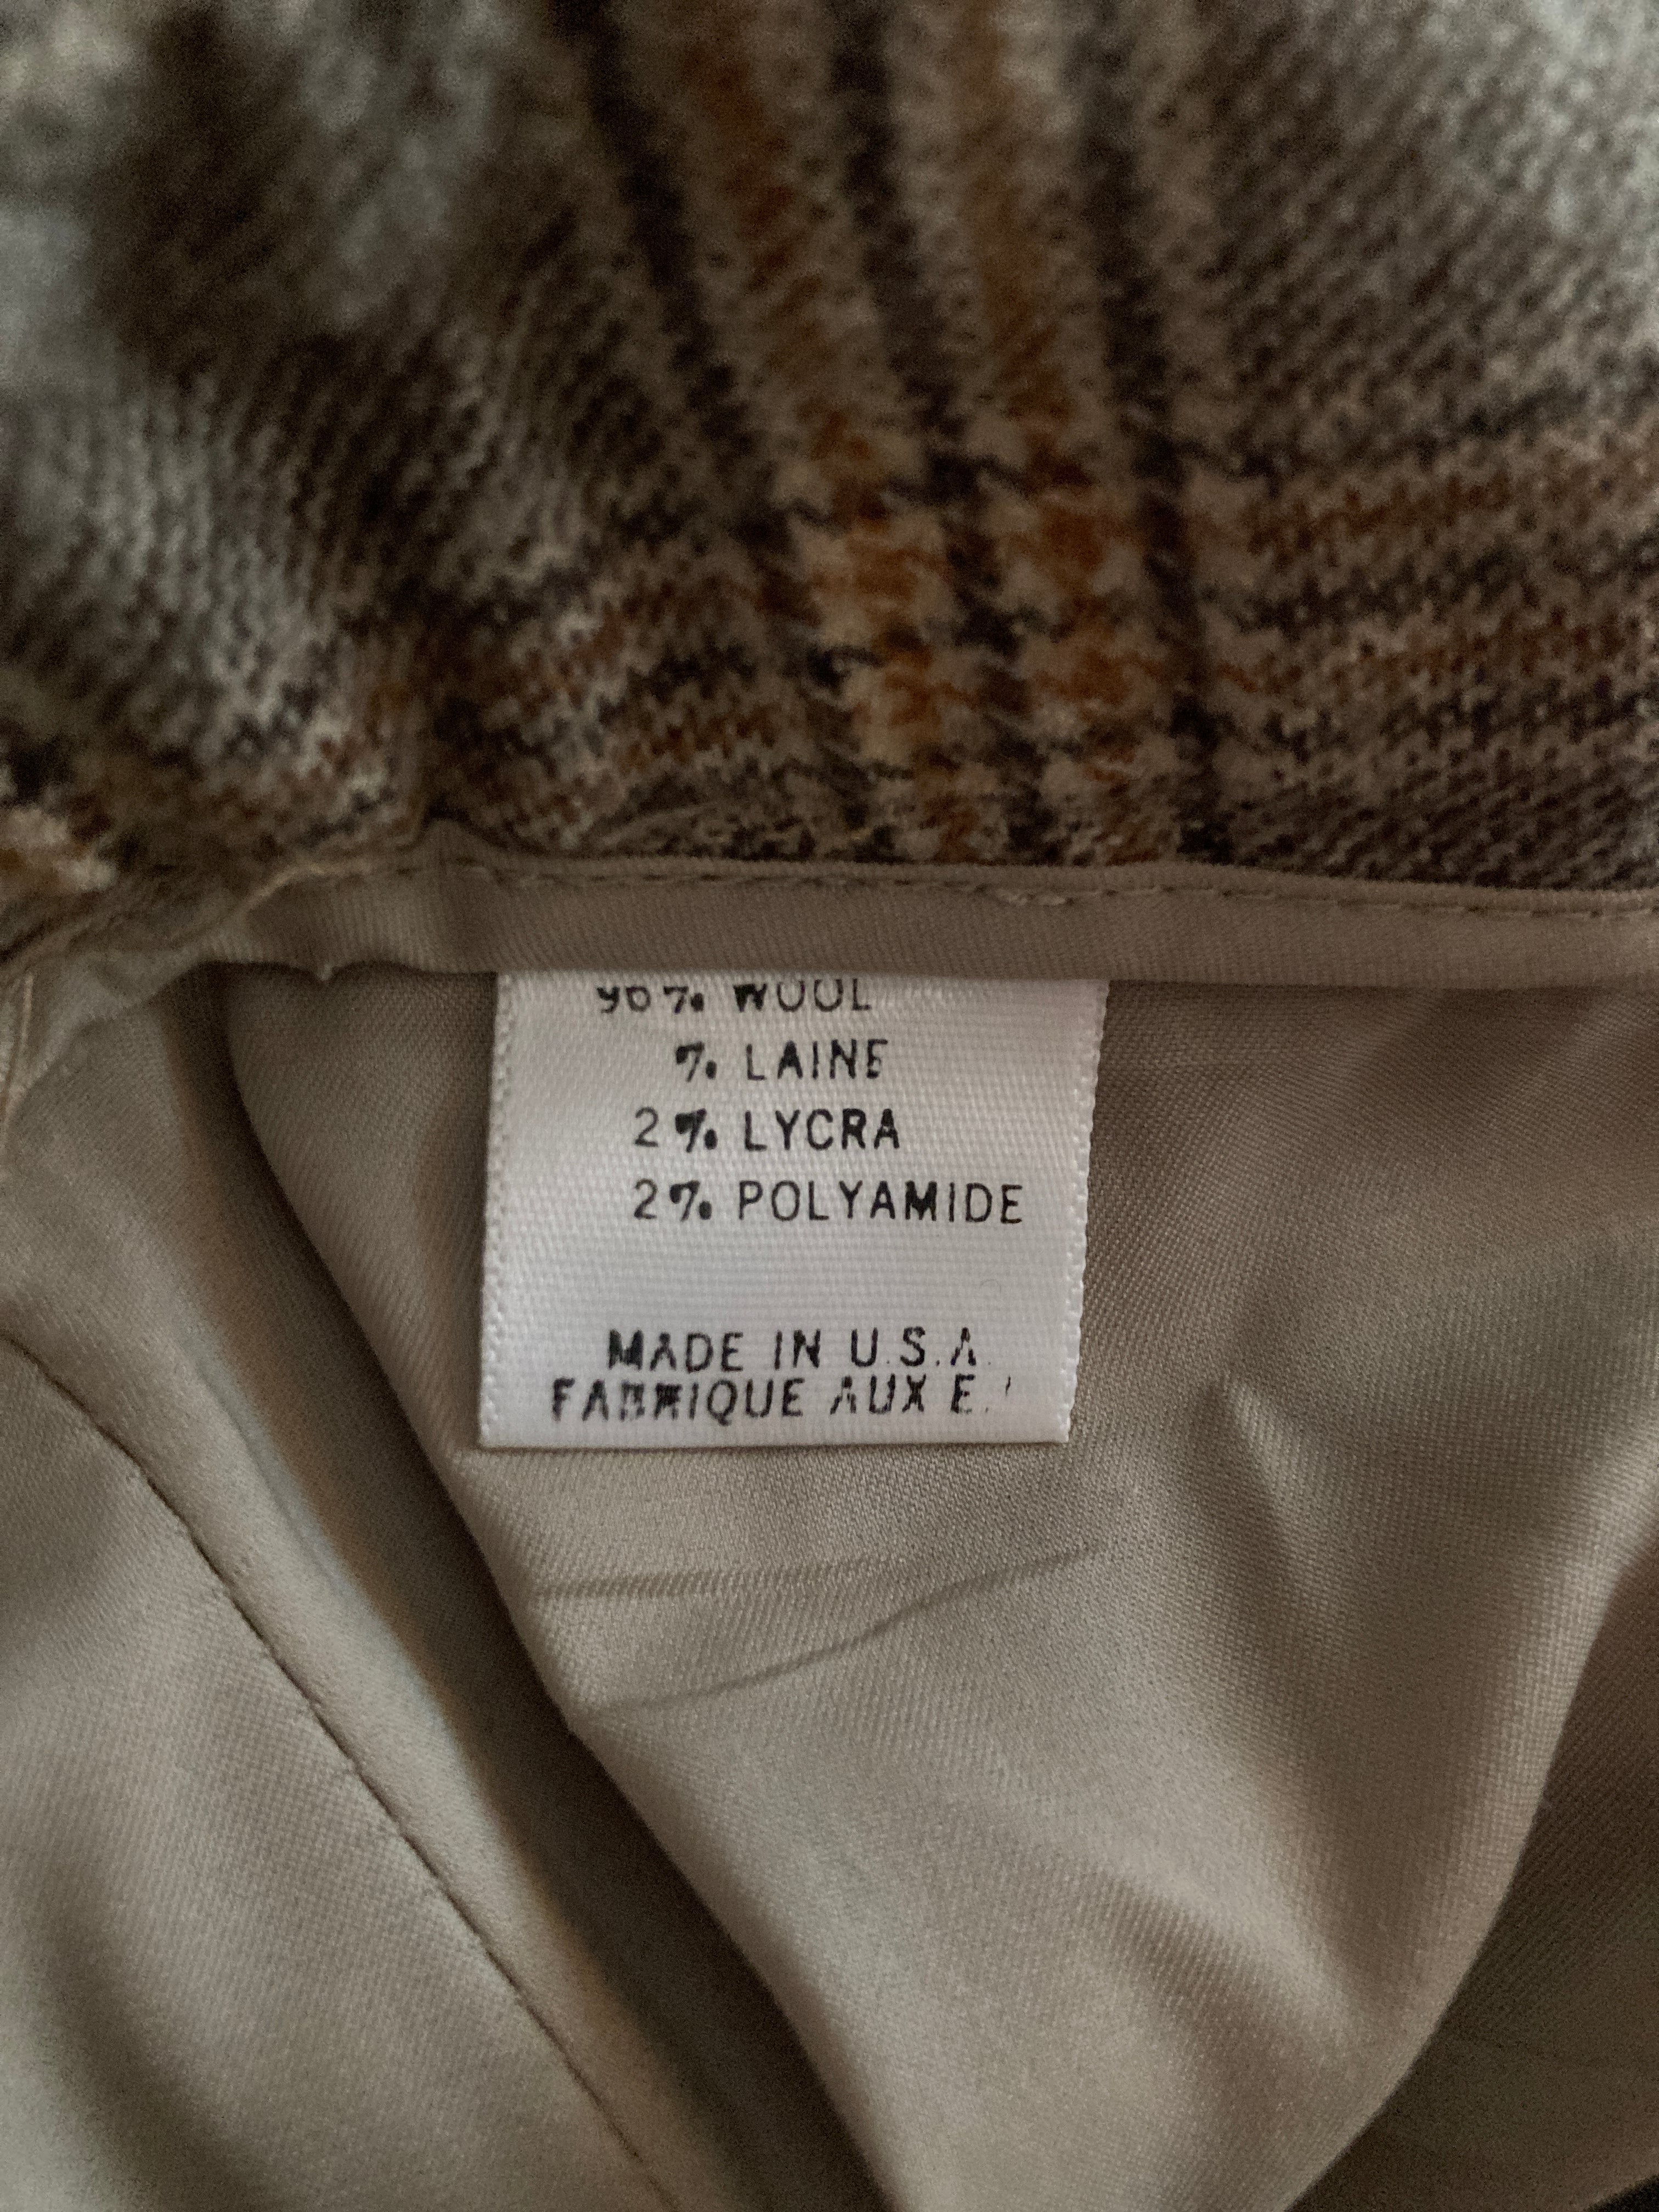 96% WOOL
% LAINE
2% LYCRA
2% POLYAMIDE
MADE IN U.S.A.
FABRIQUE AUX E.